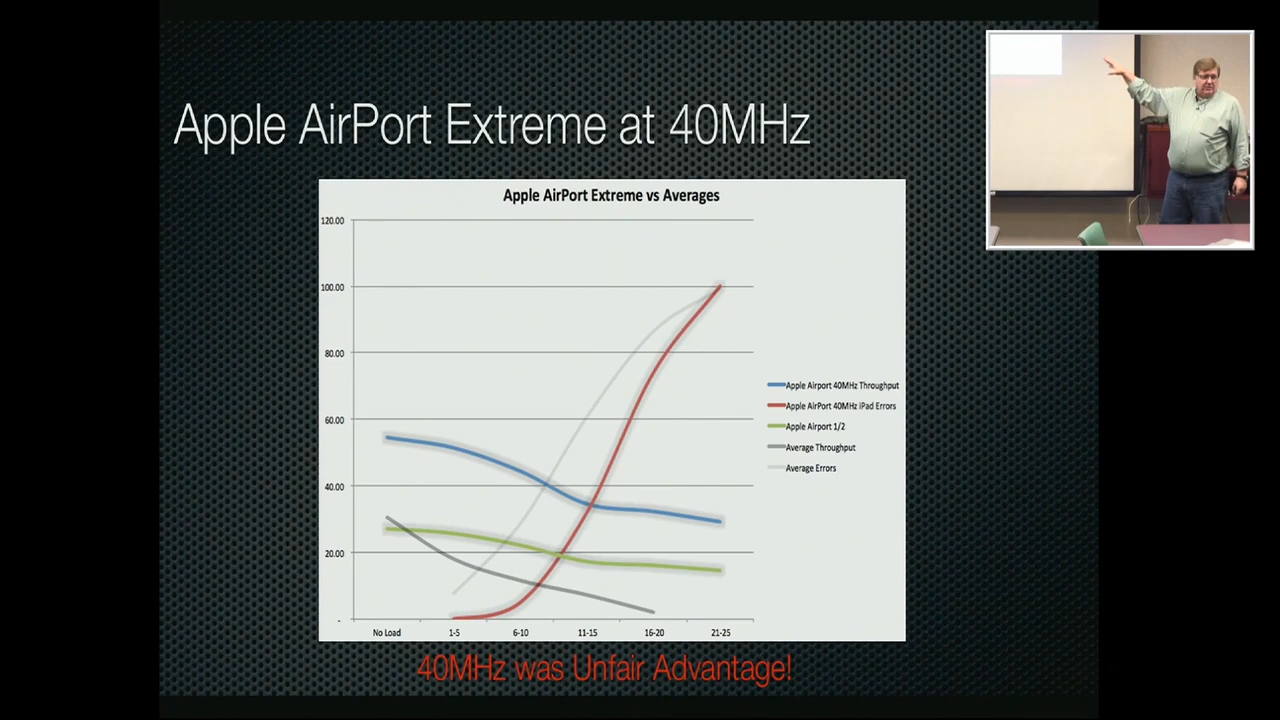 Apple AirPort Extreme at 40MHz
Apple AirPort Extreme vs Averages
120.00
100.00
80.00
60.00
40.00
20.00
-
No Load
1-5
6-10
11-15
16-20
21-25
Apple Airport 40MHz Throughput
Apple AirPort 40MHz iPad Errors
Apple Airport 1/2
Average Throughput
Average Errors
40MHz was Unfair Advantage!